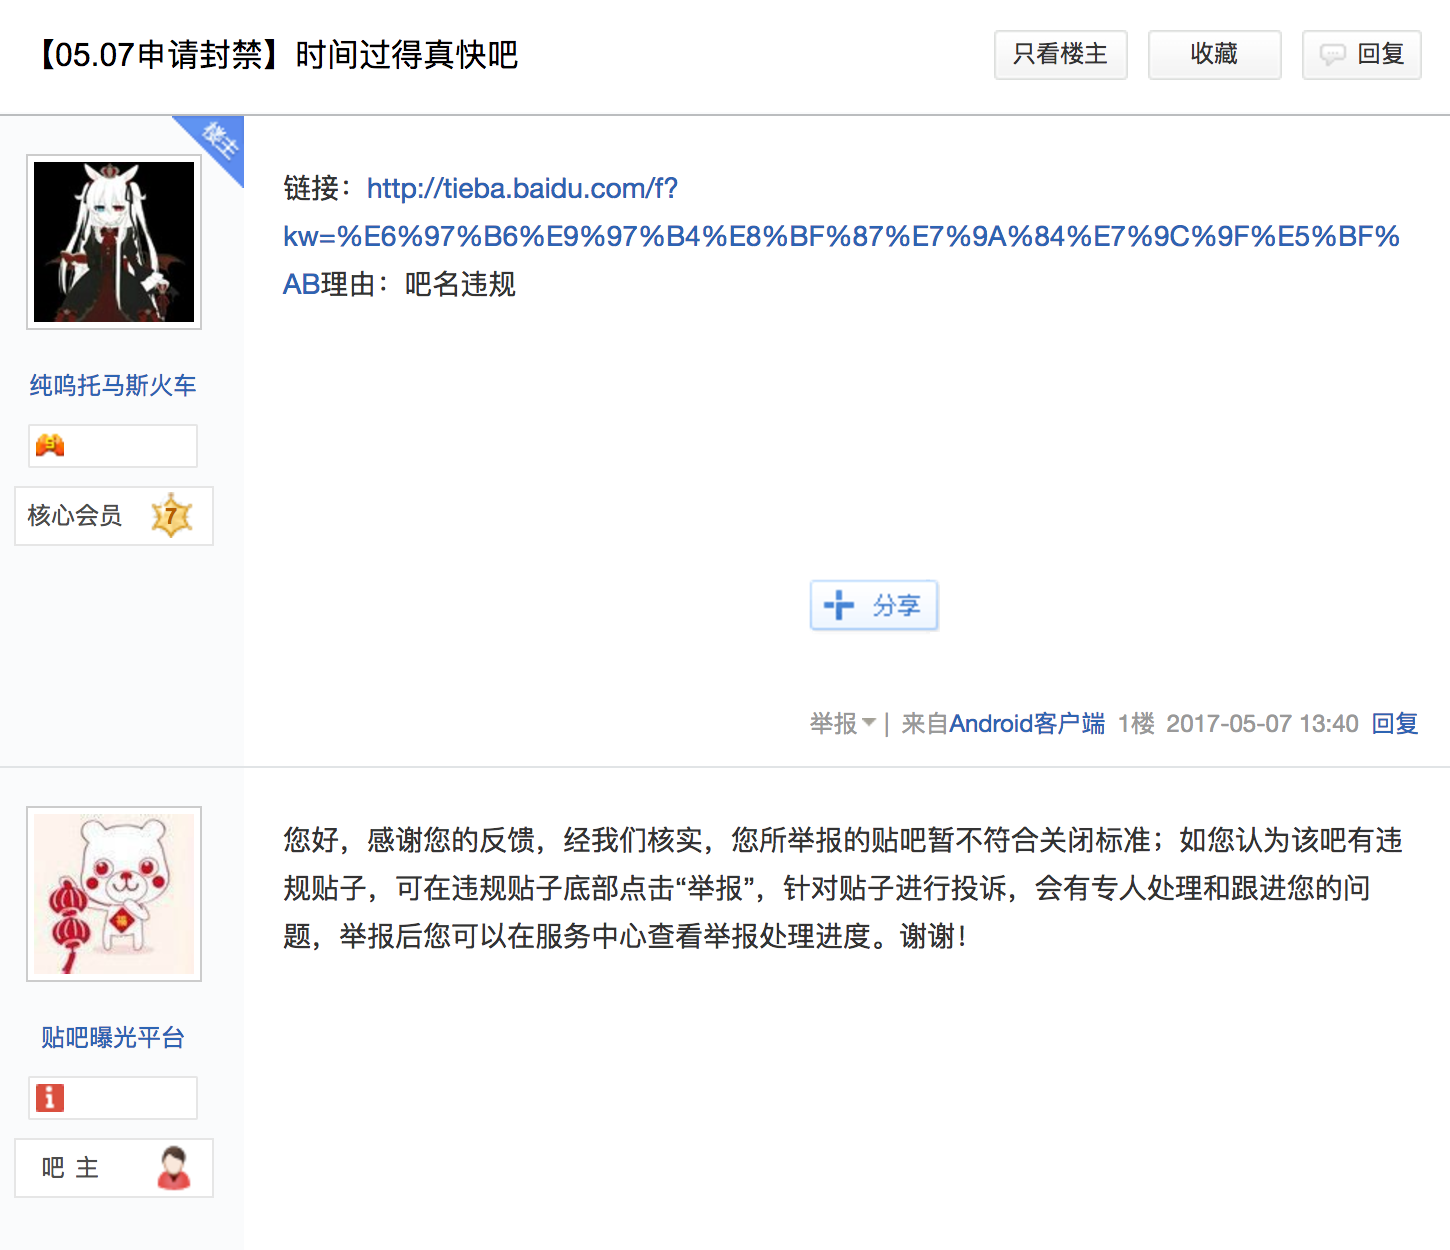 【05.07申请封禁】时间过得真快吧
只看楼主
收藏
回复
楼主
链接：http://tieba.baidu.com/f?
kw=%E6%97%B6%E9%97%B4%E8%BF%87%E7%9A%84%E7%9C%9F%E5%BF%
AB理由：吧名违规
纯呜托马斯火车
9
核心会员 7
分享
举报 | 来自Android客户端 1楼 2017-05-07 13:40 回复
您好，感谢您的反馈，经我们核实，您所举报的贴吧暂不符合关闭标准；如您认为该吧有违
规贴子，可在违规贴子底部点击“举报”，针对贴子进行投诉，会有专人处理和跟进您的问
题，举报后您可以在服务中心查看举报处理进度。谢谢！
福
贴吧曝光平台
i
吧 主